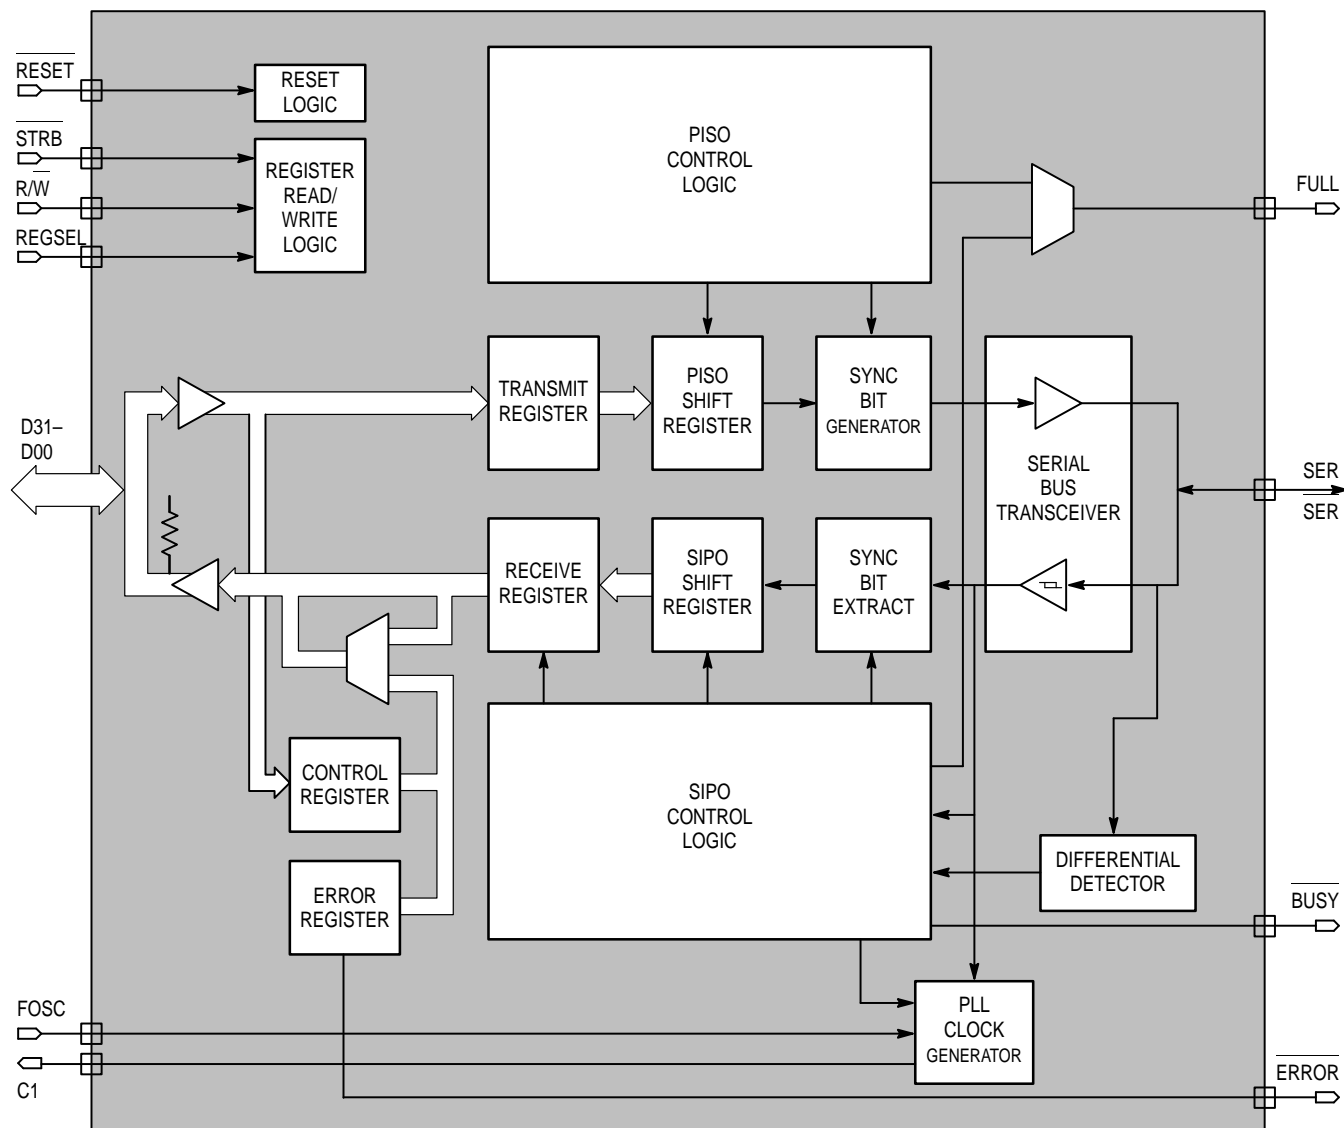 RESET
RESET
LOGIC
STRB
R/W
REGSEL
REGISTER
READ/
WRITE
LOGIC
PISO
CONTROL
LOGIC
FULL
D31–
D00
TRANSMIT
REGISTER
PISO
SHIFT
REGISTER
SYNC
BIT
GENERATOR
SERIAL
BUS
TRANSCEIVER
SER
SER
RECEIVE
REGISTER
SIPO
SHIFT
REGISTER
SYNC
BIT
EXTRACT
CONTROL
REGISTER
SIPO
CONTROL
LOGIC
ERROR
REGISTER
DIFFERENTIAL
DETECTOR
BUSY
FOSC
C1
PLL
CLOCK
GENERATOR
ERROR